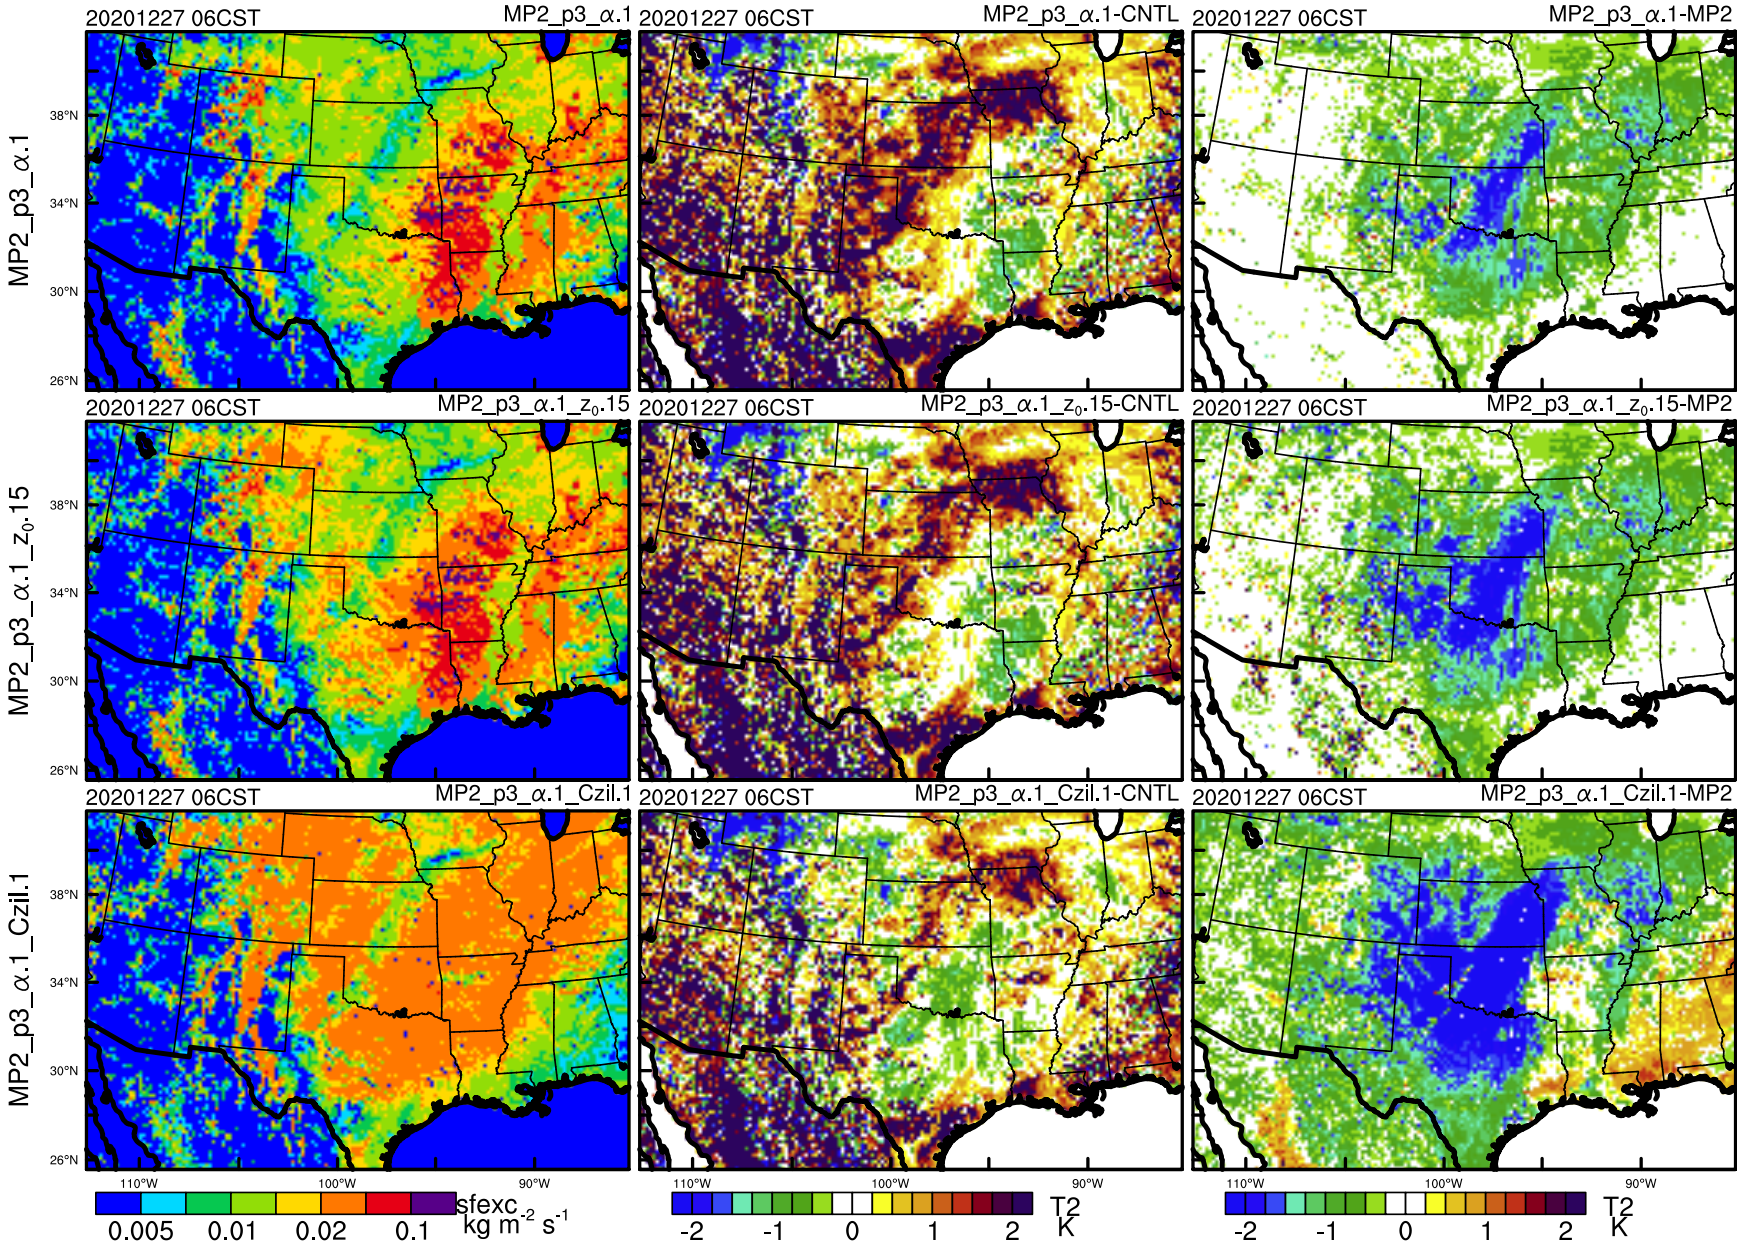 20201227 06CST MP2_p3_α.1
20201227 06CST MP2_p3_α.1-CNTL
20201227 06CST MP2_p3_α.1-MP2
MP2_p3_α.1
38°N
34°N
30°N
26°N
20201227 06CST MP2_p3_α.1_z₀.15
20201227 06CST MP2_p3_α.1_z₀.15-CNTL
20201227 06CST MP2_p3_α.1_z₀.15-MP2
MP2_p3_α.1_z₀.15
38°N
34°N
30°N
26°N
20201227 06CST MP2_p3_α.1_Czil.1
20201227 06CST MP2_p3_α.1_Czil.1-CNTL
20201227 06CST MP2_p3_α.1_Czil.1-MP2
MP2_p3_α.1_Czil.1
38°N
34°N
30°N
26°N
110°W 100°W 90°W
110°W 100°W 90°W
110°W 100°W 90°W
0.005 0.01 0.02 0.1
sfexc
kg m⁻² s⁻¹
-2 -1 0 1 2
T2
K
-2 -1 0 1 2
T2
K